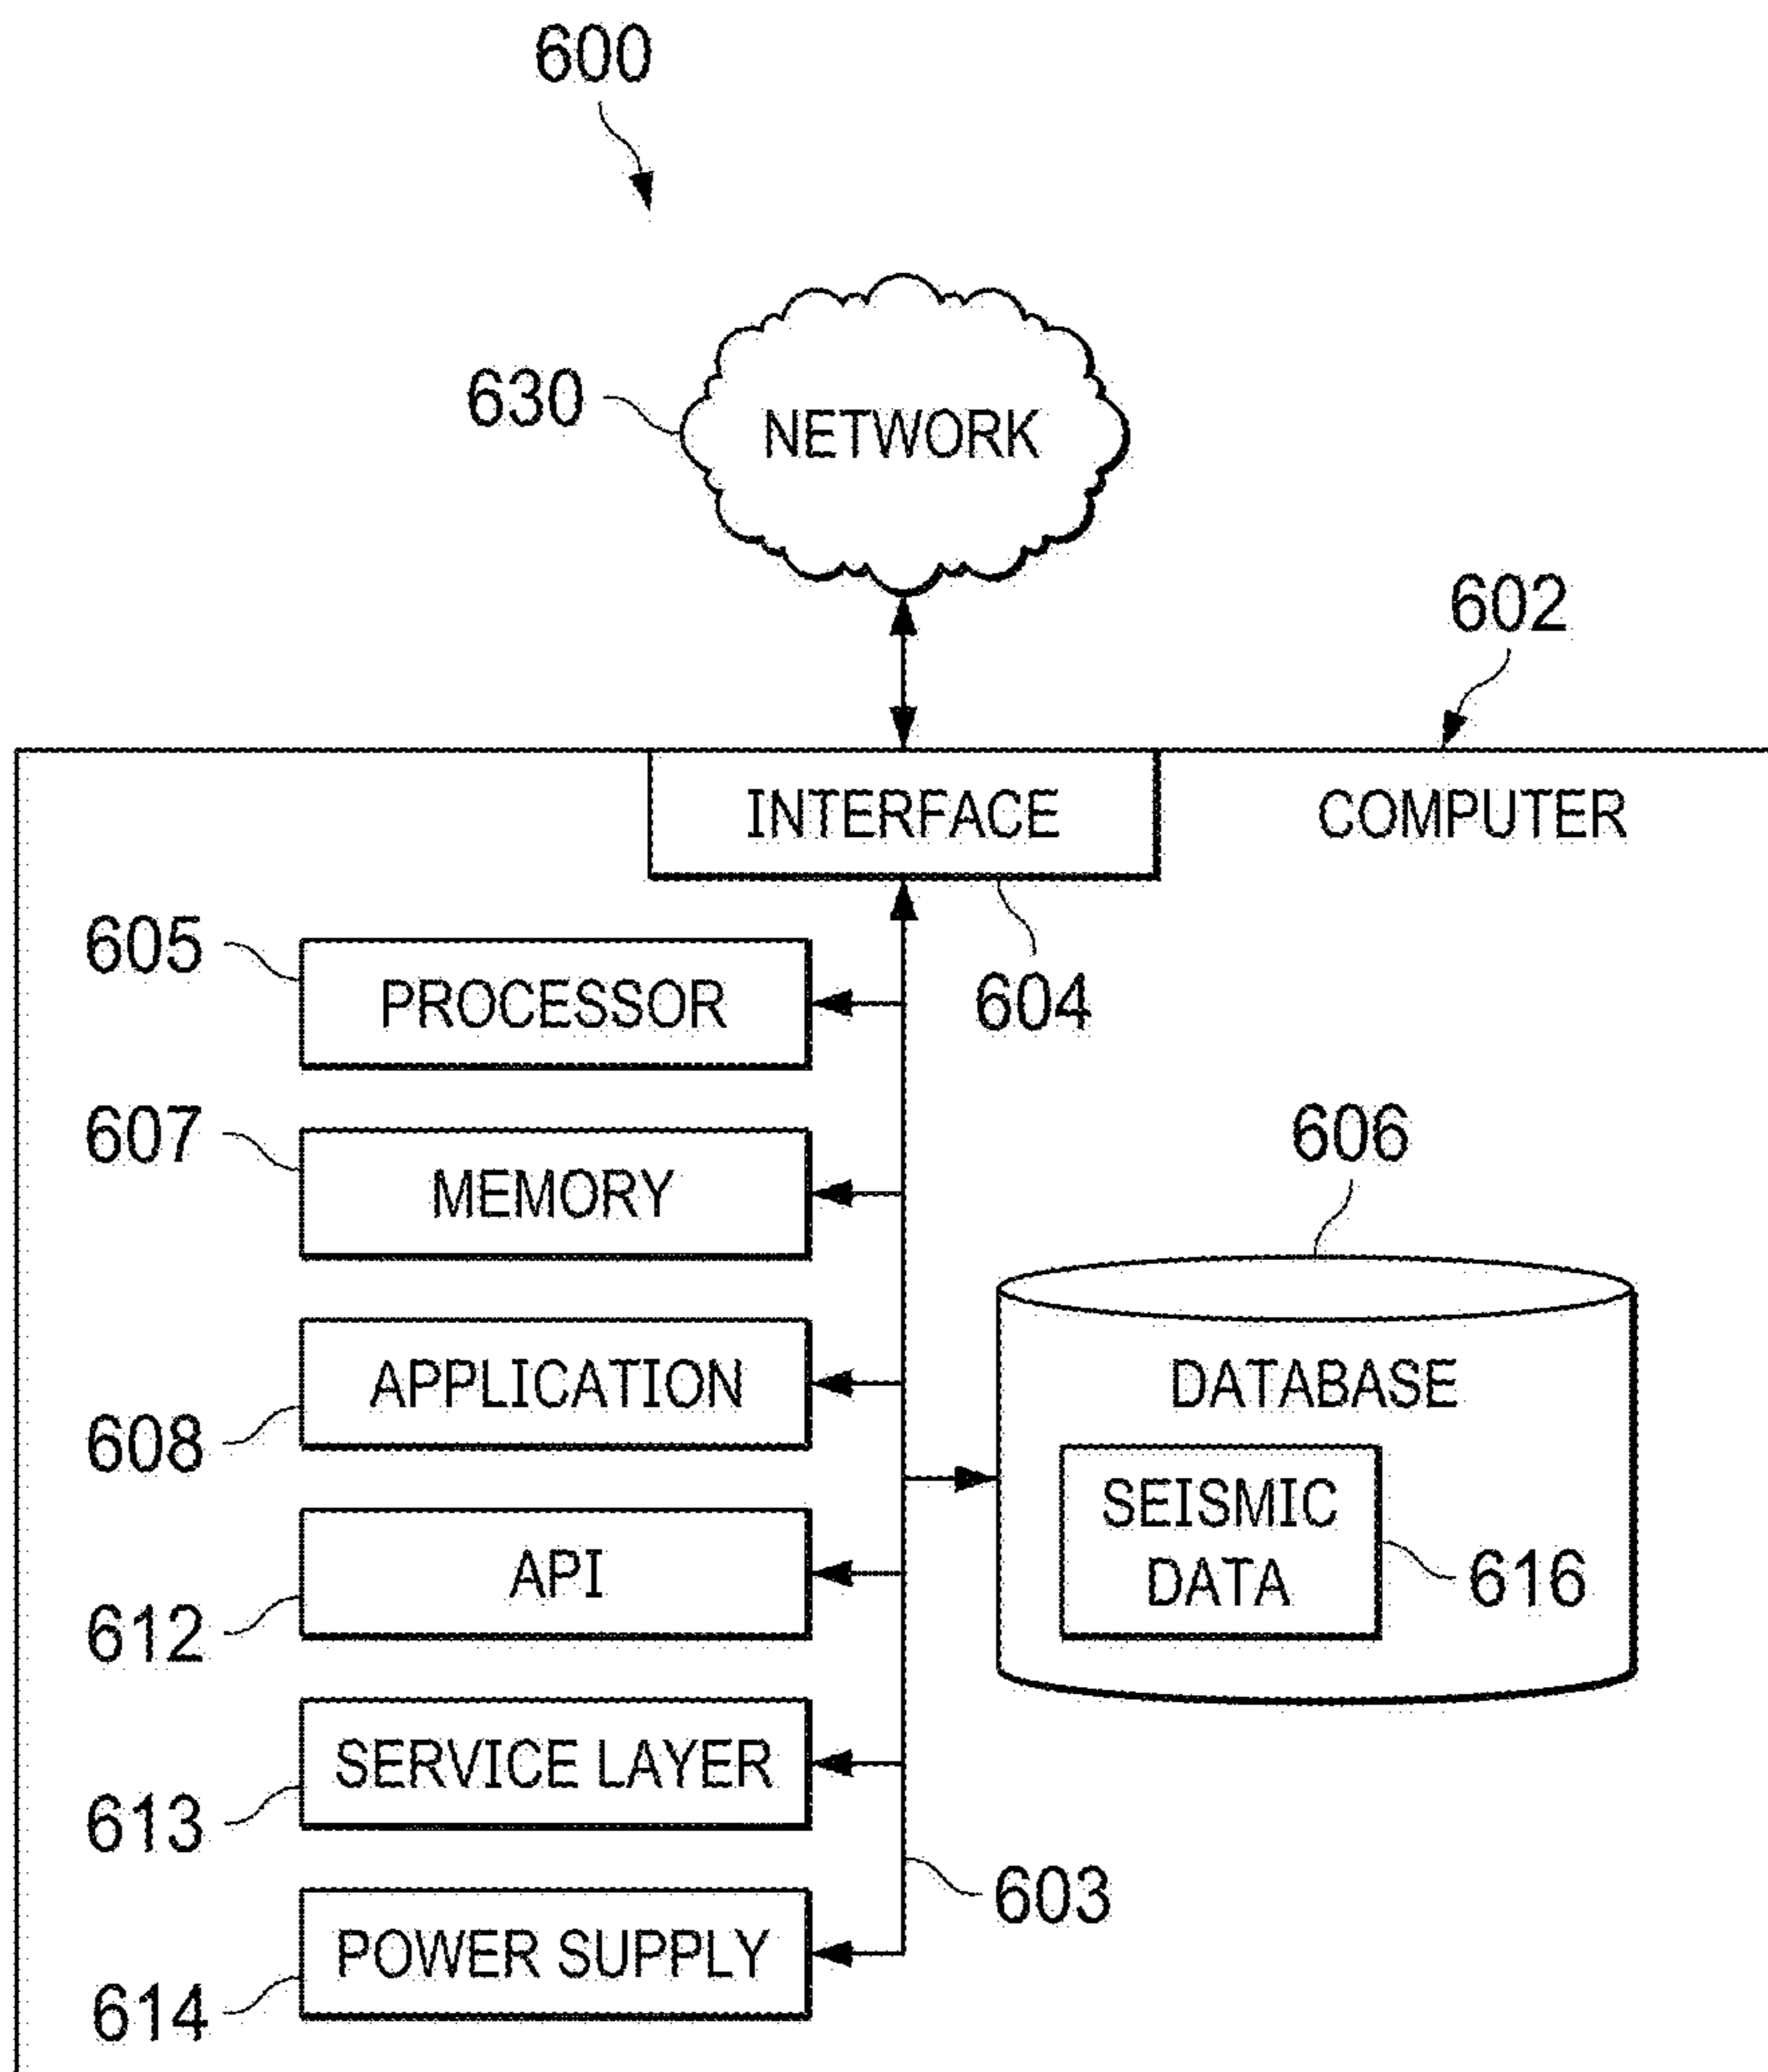 600
630
NETWORK
602
INTERFACE
COMPUTER
605
PROCESSOR
604
607
MEMORY
606
APPLICATION
608
DATABASE
SEISMIC
DATA
616
API
612
SERVICE LAYER
613
603
POWER SUPPLY
614